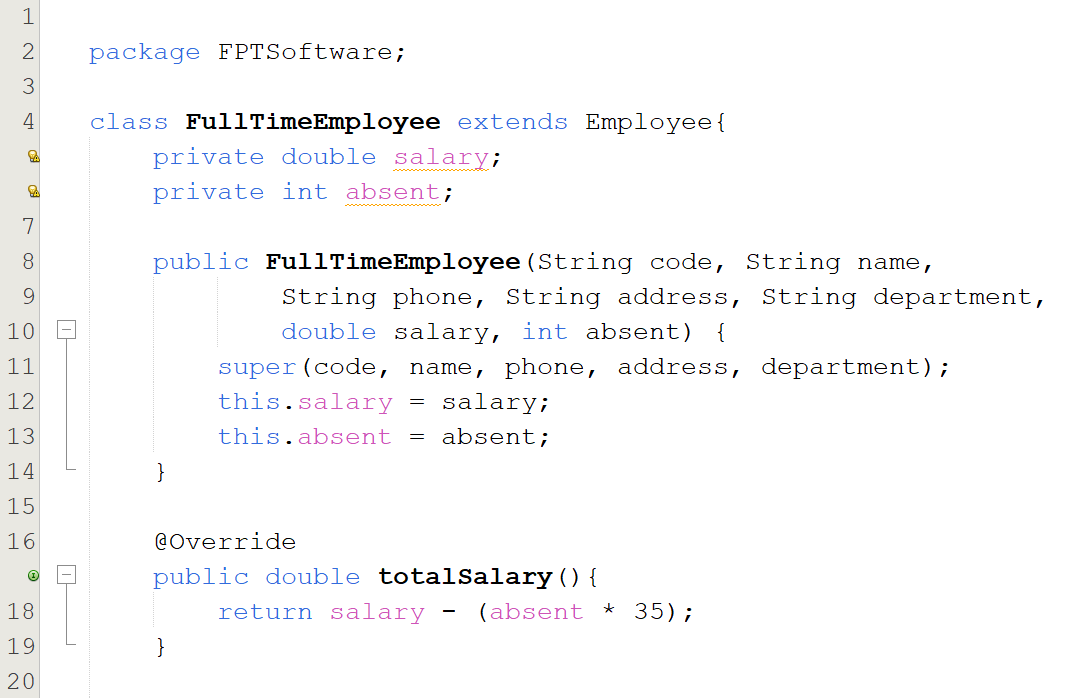 1
2 package FPTSoftware;
3
4 class FullTimeEmployee extends Employee{
private double salary;
private int absent;
7
8 public FullTimeEmployee(String code, String name,
9 String phone, String address, String department,
10 double salary, int absent) {
11 super(code, name, phone, address, department);
12 this.salary = salary;
13 this.absent = absent;
14 }
15
16 @Override
public double totalSalary(){
18 return salary - (absent * 35);
19 }
20